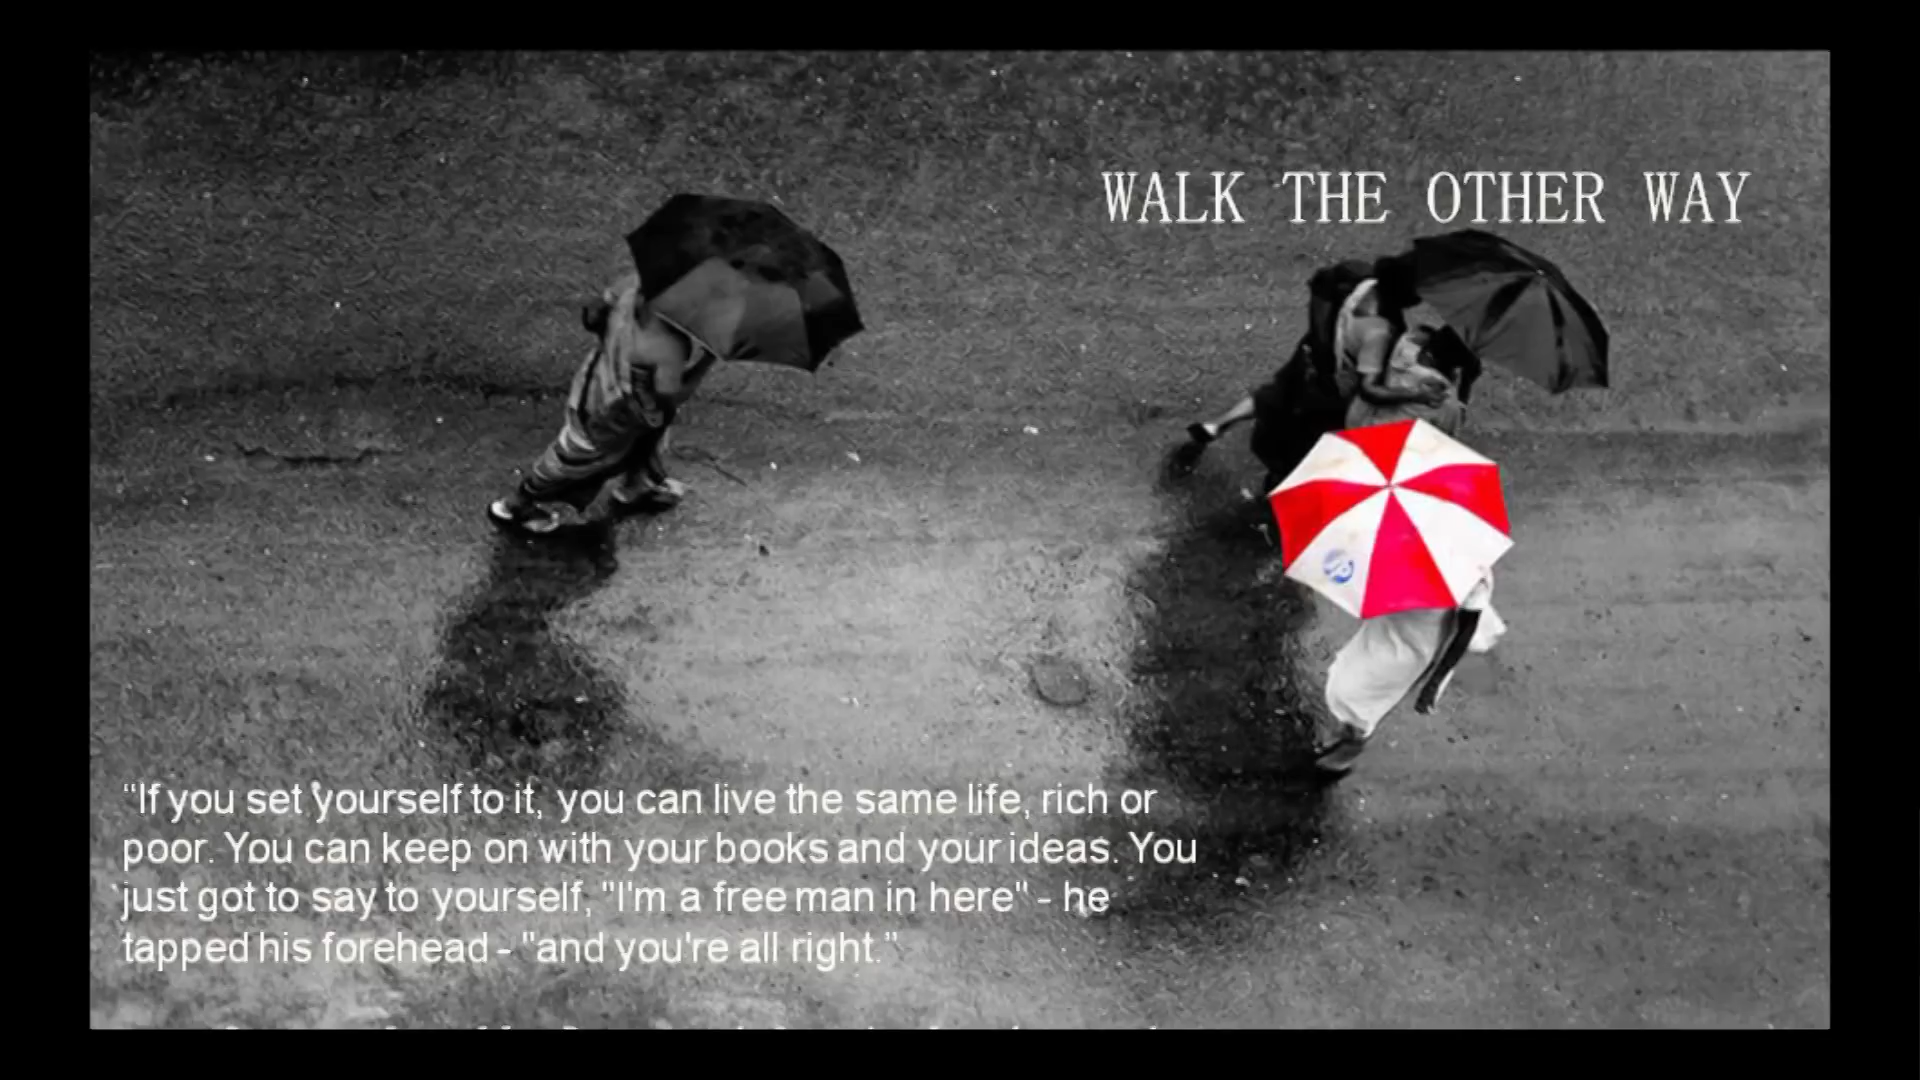 WALK THE OTHER WAY
“If you set yourself to it, you can live the same life, rich or
poor. You can keep on with your books and your ideas. You
just got to say to yourself, "I'm a free man in here" - he
tapped his forehead - "and you're all right.”